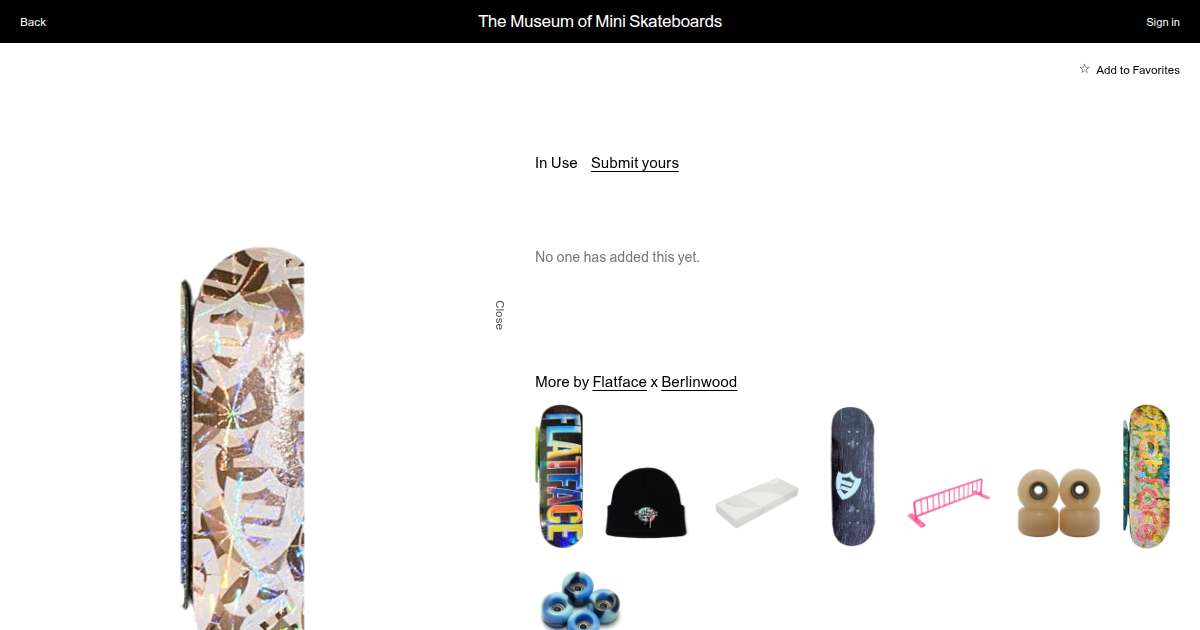 Back
The Museum of Mini Skateboards
Sign in
☆ Add to Favorites
In Use Submit yours
No one has added this yet.
Close
More by Flatface x Berlinwood
FLATFACE